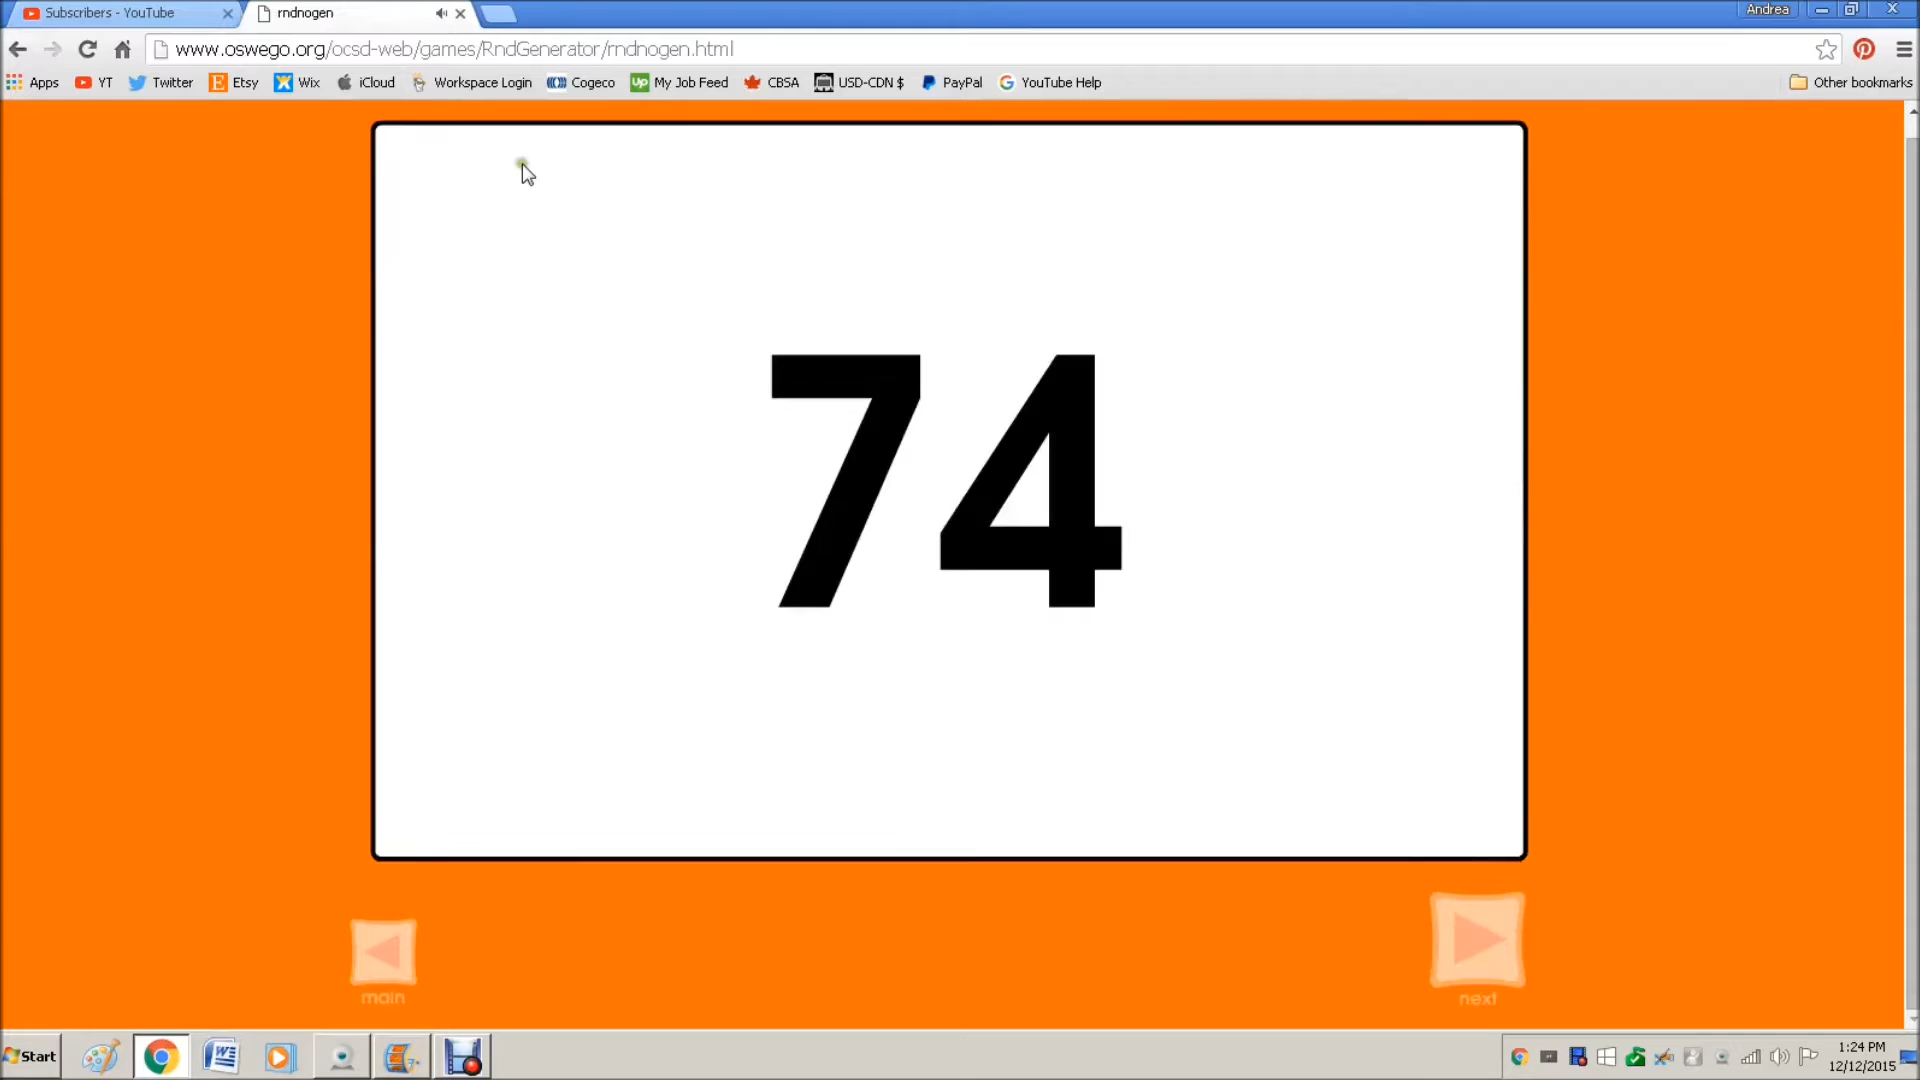 Subscribers - YouTube
rndnogen
Andrea
www.oswego.org/ocsd-web/games/RndGenerator/rndnogen.html
Apps YT Twitter Etsy Wix iCloud Workspace Login Cogeco Up My Job Feed CBSA USD-CDN $ PayPal YouTube Help Other bookmarks
74
main
next
Start
1:24 PM
12/12/2015